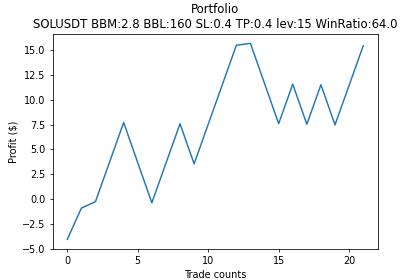 Portfolio
SOLUSDT BBM:2.8 BBL:160 SL:0.4 TP:0.4 lev:15 WinRatio:64.0
Profit ($)
15.0
12.5
10.0
7.5
5.0
2.5
0.0
−2.5
−5.0
0 5 10 15 20
Trade counts